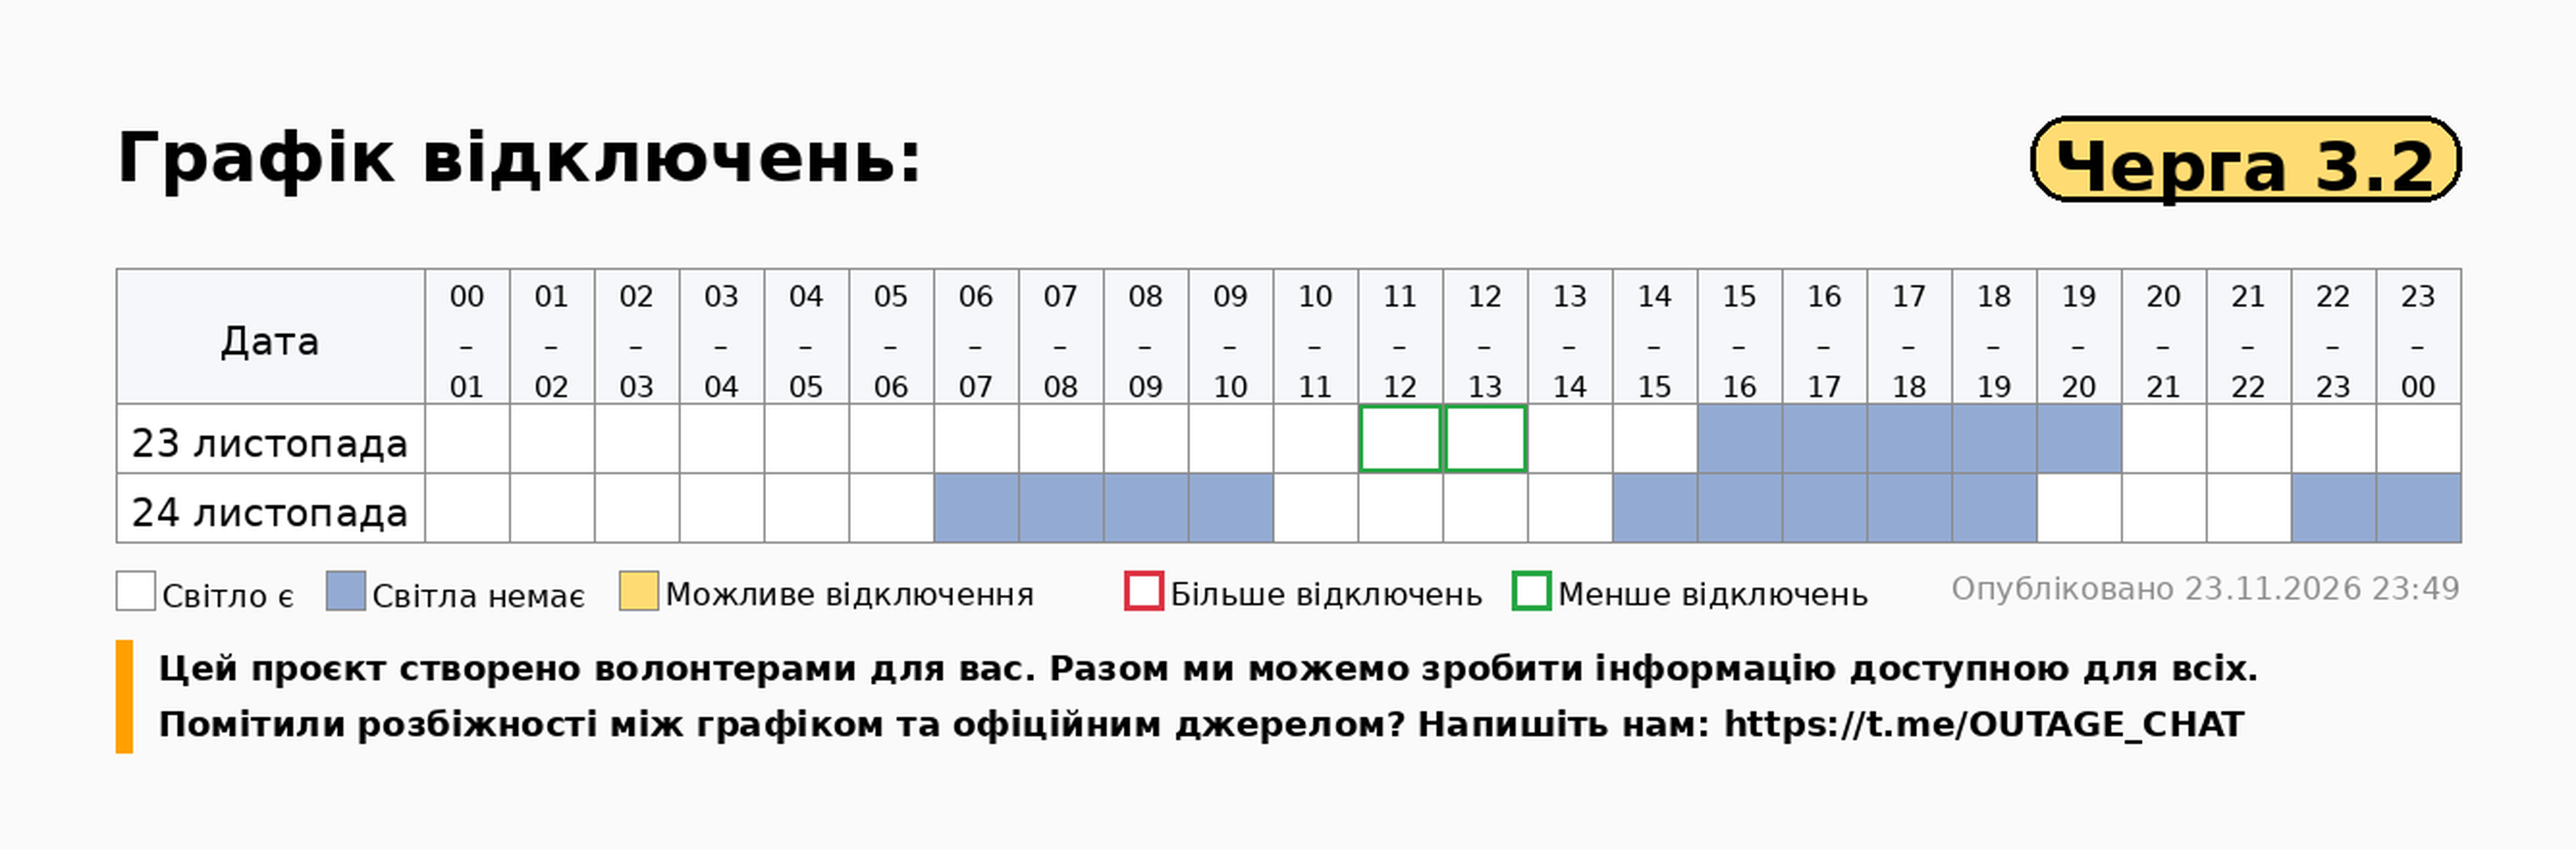 Графік відключень:
Черга 3.2
Дата
00 – 01
01 – 02
02 – 03
03 – 04
04 – 05
05 – 06
06 – 07
07 – 08
08 – 09
09 – 10
10 – 11
11 – 12
12 – 13
13 – 14
14 – 15
15 – 16
16 – 17
17 – 18
18 – 19
19 – 20
20 – 21
21 – 22
22 – 23
23 – 00
23 листопада
24 листопада
Світло є
Світла немає
Можливе відключення
Більше відключень
Менше відключень
Опубліковано 23.11.2026 23:49
Цей проєкт створено волонтерами для вас. Разом ми можемо зробити інформацію доступною для всіх.
Помітили розбіжності між графіком та офіційним джерелом? Напишіть нам: https://t.me/OUTAGE_CHAT